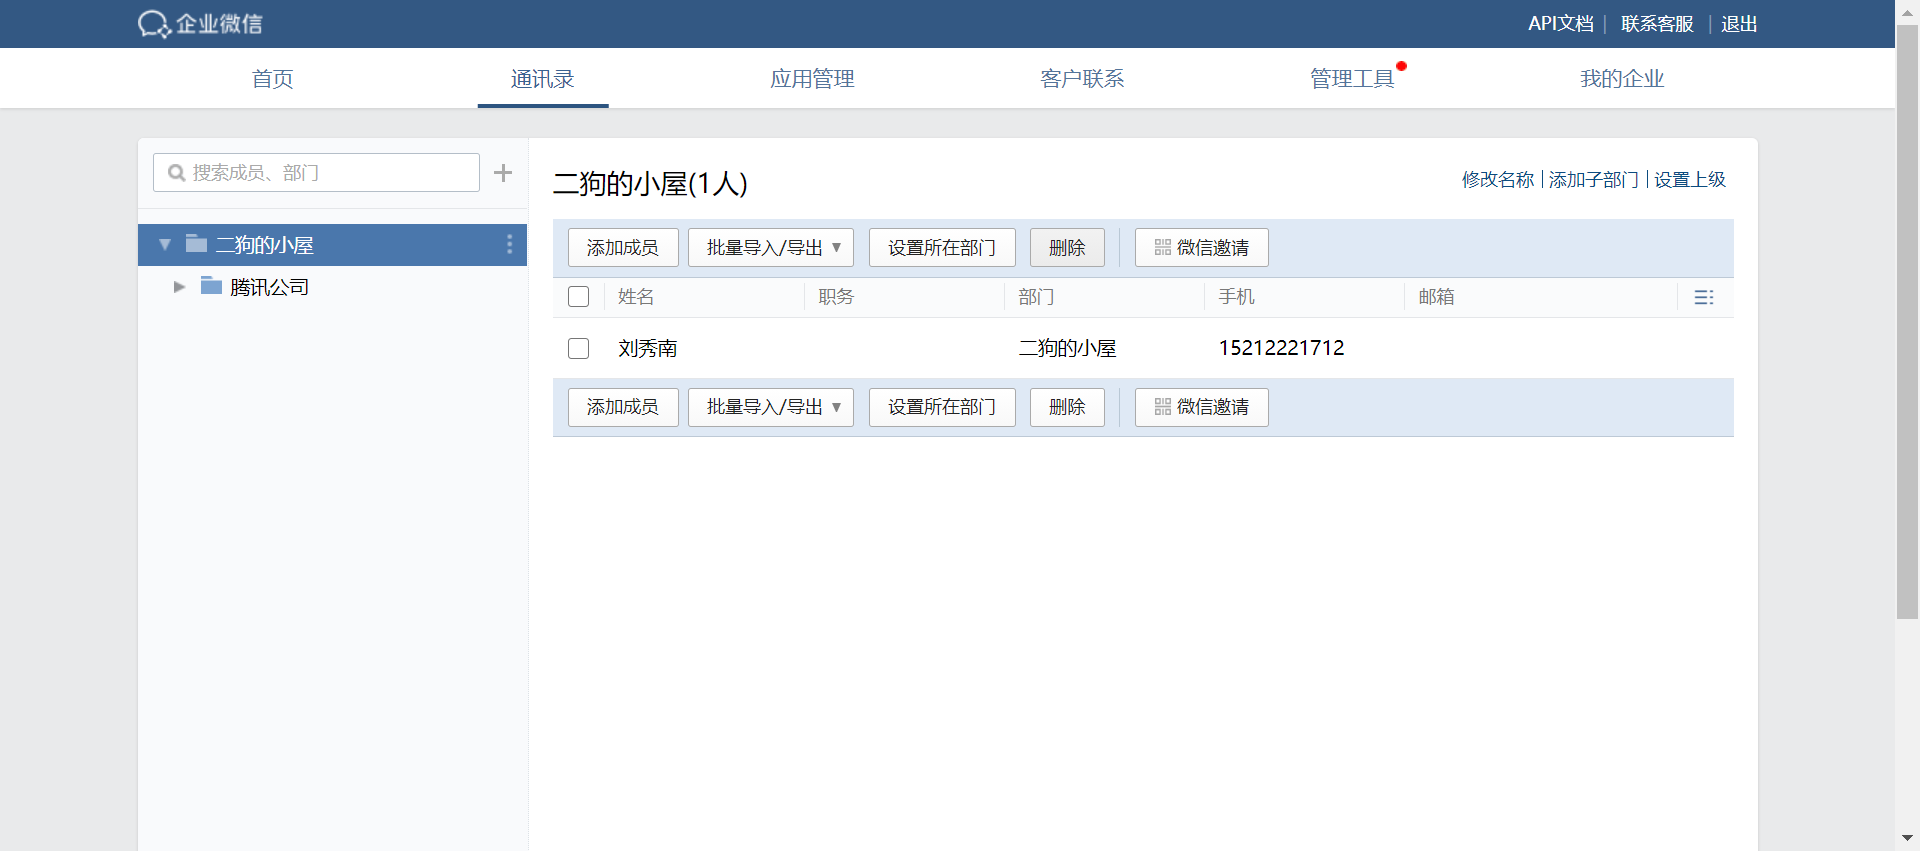 企业微信
API文档 | 联系客服 | 退出
首页 通讯录 应用管理 客户联系 管理工具 我的企业
搜索成员、部门
二狗的小屋
腾讯公司
二狗的小屋(1人)
修改名称 | 添加子部门 | 设置上级
添加成员 批量导入/导出 设置所在部门 删除 微信邀请
姓名 职务 部门 手机 邮箱
刘秀南 二狗的小屋 15212221712
添加成员 批量导入/导出 设置所在部门 删除 微信邀请